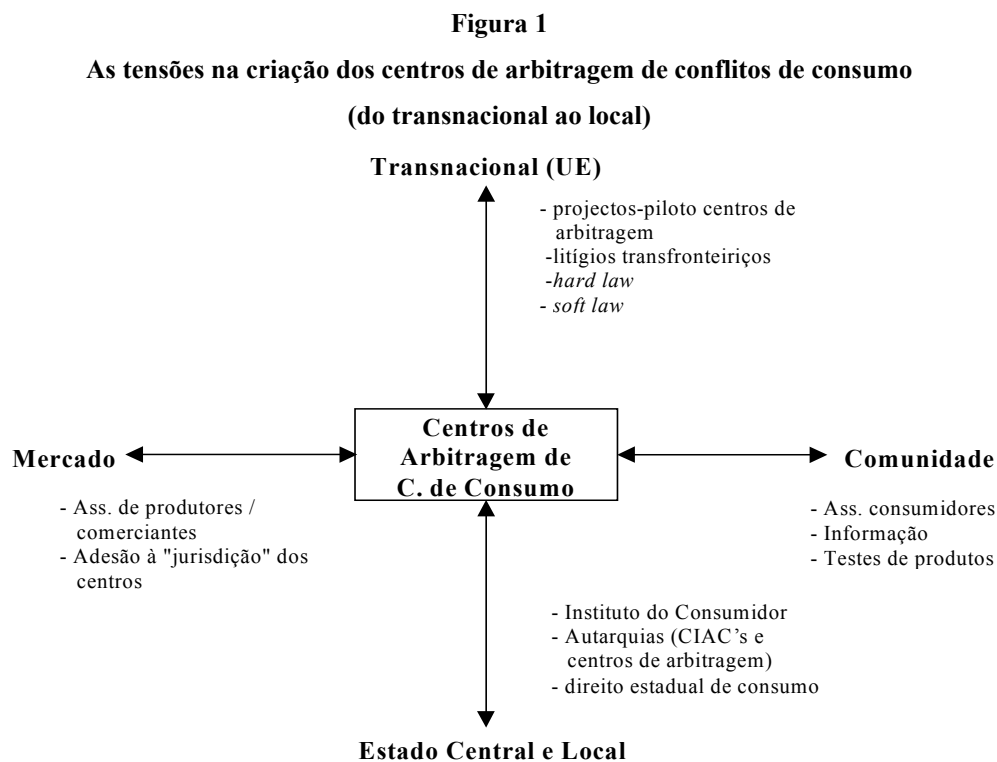 Figura 1
As tensões na criação dos centros de arbitragem de conflitos de consumo
(do transnacional ao local)
Transnacional (UE)
- projectos-piloto centros de
arbitragem
-litígios transfronteiriços
-hard law
- soft law
Centros de
Arbitragem de
C. de Consumo
Mercado
Comunidade
- Ass. de produtores /
comerciantes
- Adesão à "jurisdição" dos
centros
- Ass. consumidores
- Informação
- Testes de produtos
- Instituto do Consumidor
- Autarquias (CIAC's e
centros de arbitragem)
- direito estadual de consumo
Estado Central e Local